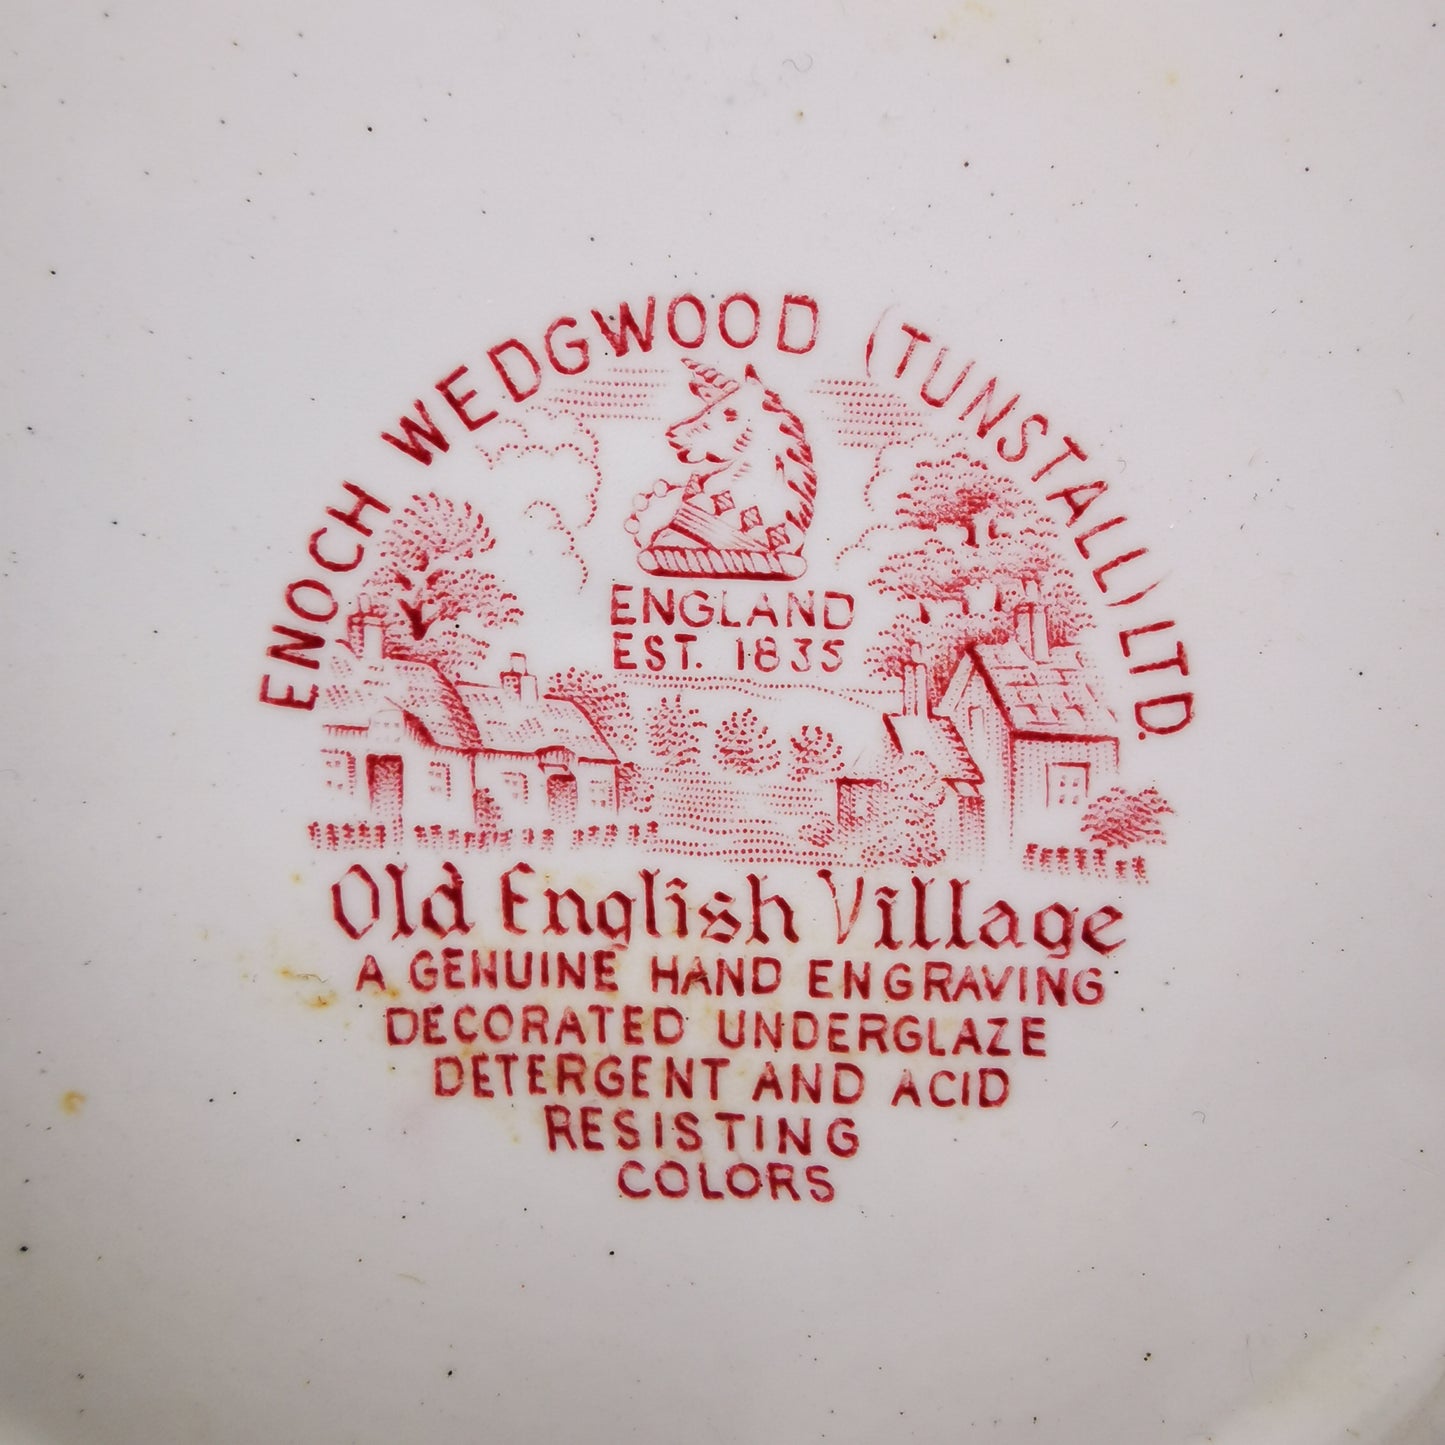 ENOCH WEDGWOOD (TUNSTALL) LTD.
ENGLAND
EST. 1835
Old English Village
A GENUINE HAND ENGRAVING
DECORATED UNDERGLAZE
DETERGENT AND ACID
RESISTING
COLORS